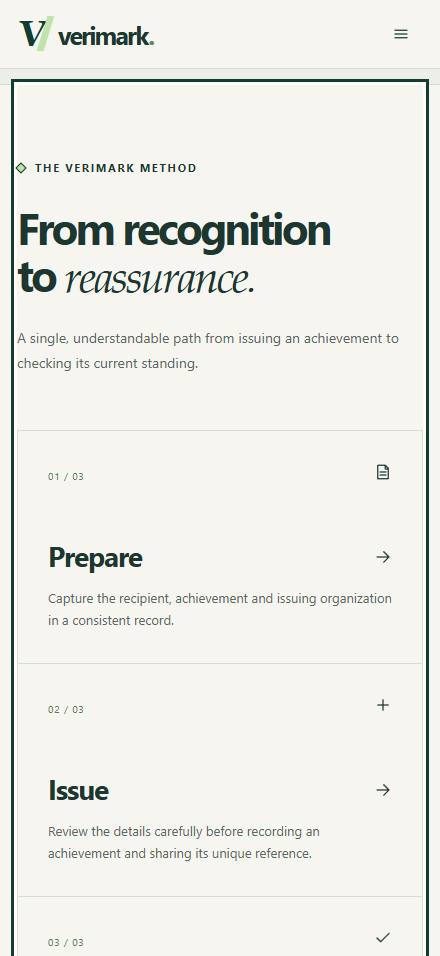 V verimark.
THE VERIMARK METHOD
From recognition
to reassurance.
A single, understandable path from issuing an achievement to
checking its current standing.
01 / 03
Prepare
Capture the recipient, achievement and issuing organization
in a consistent record.
02 / 03
Issue
Review the details carefully before recording an
achievement and sharing its unique reference.
03 / 03